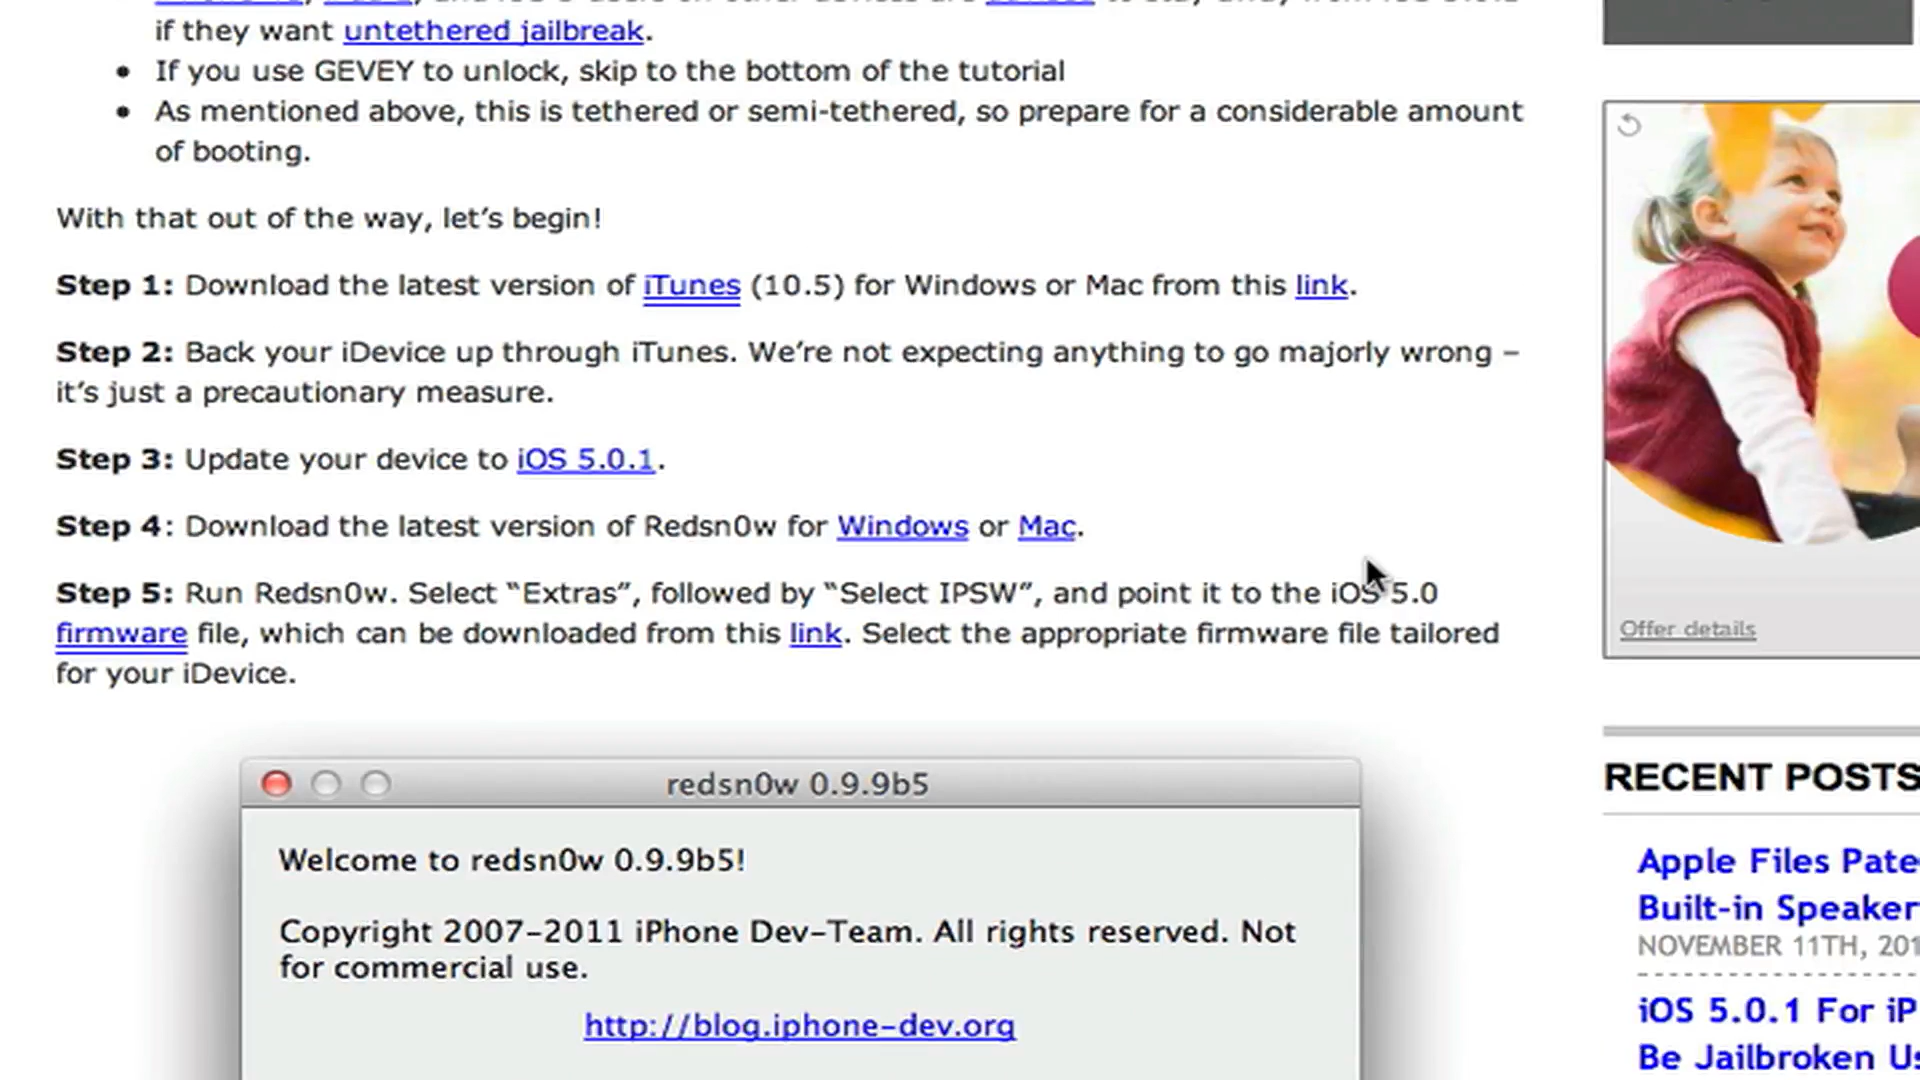 if they want untethered jailbreak.
If you use GEVEY to unlock, skip to the bottom of the tutorial
As mentioned above, this is tethered or semi-tethered, so prepare for a considerable amount
of booting.
With that out of the way, let’s begin!
Step 1: Download the latest version of iTunes (10.5) for Windows or Mac from this link.
Step 2: Back your iDevice up through iTunes. We’re not expecting anything to go majorly wrong –
it’s just a precautionary measure.
Step 3: Update your device to iOS 5.0.1.
Step 4: Download the latest version of Redsn0w for Windows or Mac.
Step 5: Run Redsn0w. Select “Extras”, followed by “Select IPSW”, and point it to the iOS 5.0
firmware file, which can be downloaded from this link. Select the appropriate firmware file tailored
for your iDevice.
redsn0w 0.9.9b5
Welcome to redsn0w 0.9.9b5!
Copyright 2007-2011 iPhone Dev-Team. All rights reserved. Not
for commercial use.
http://blog.iphone-dev.org
Offer details
RECENT POSTS
Apple Files Pate
Built-in Speaker
NOVEMBER 11TH, 201
iOS 5.0.1 For iP
Be Jailbroken Us